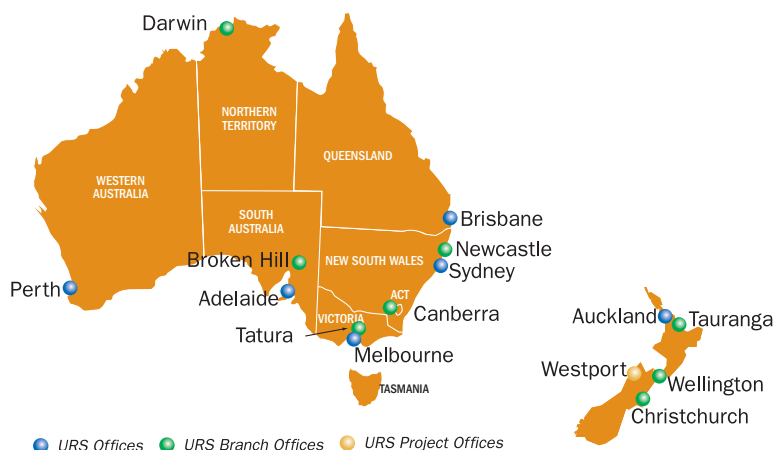 Darwin
NORTHERN
TERRITORY
QUEENSLAND
WESTERN
AUSTRALIA
SOUTH
AUSTRALIA
Brisbane
Newcastle
Broken Hill
NEW SOUTH WALES
Sydney
Perth
Adelaide
ACT
Canberra
VICTORIA
Tatura
Melbourne
TASMANIA
Auckland
Tauranga
Westport
Wellington
Christchurch
URS Offices
URS Branch Offices
URS Project Offices